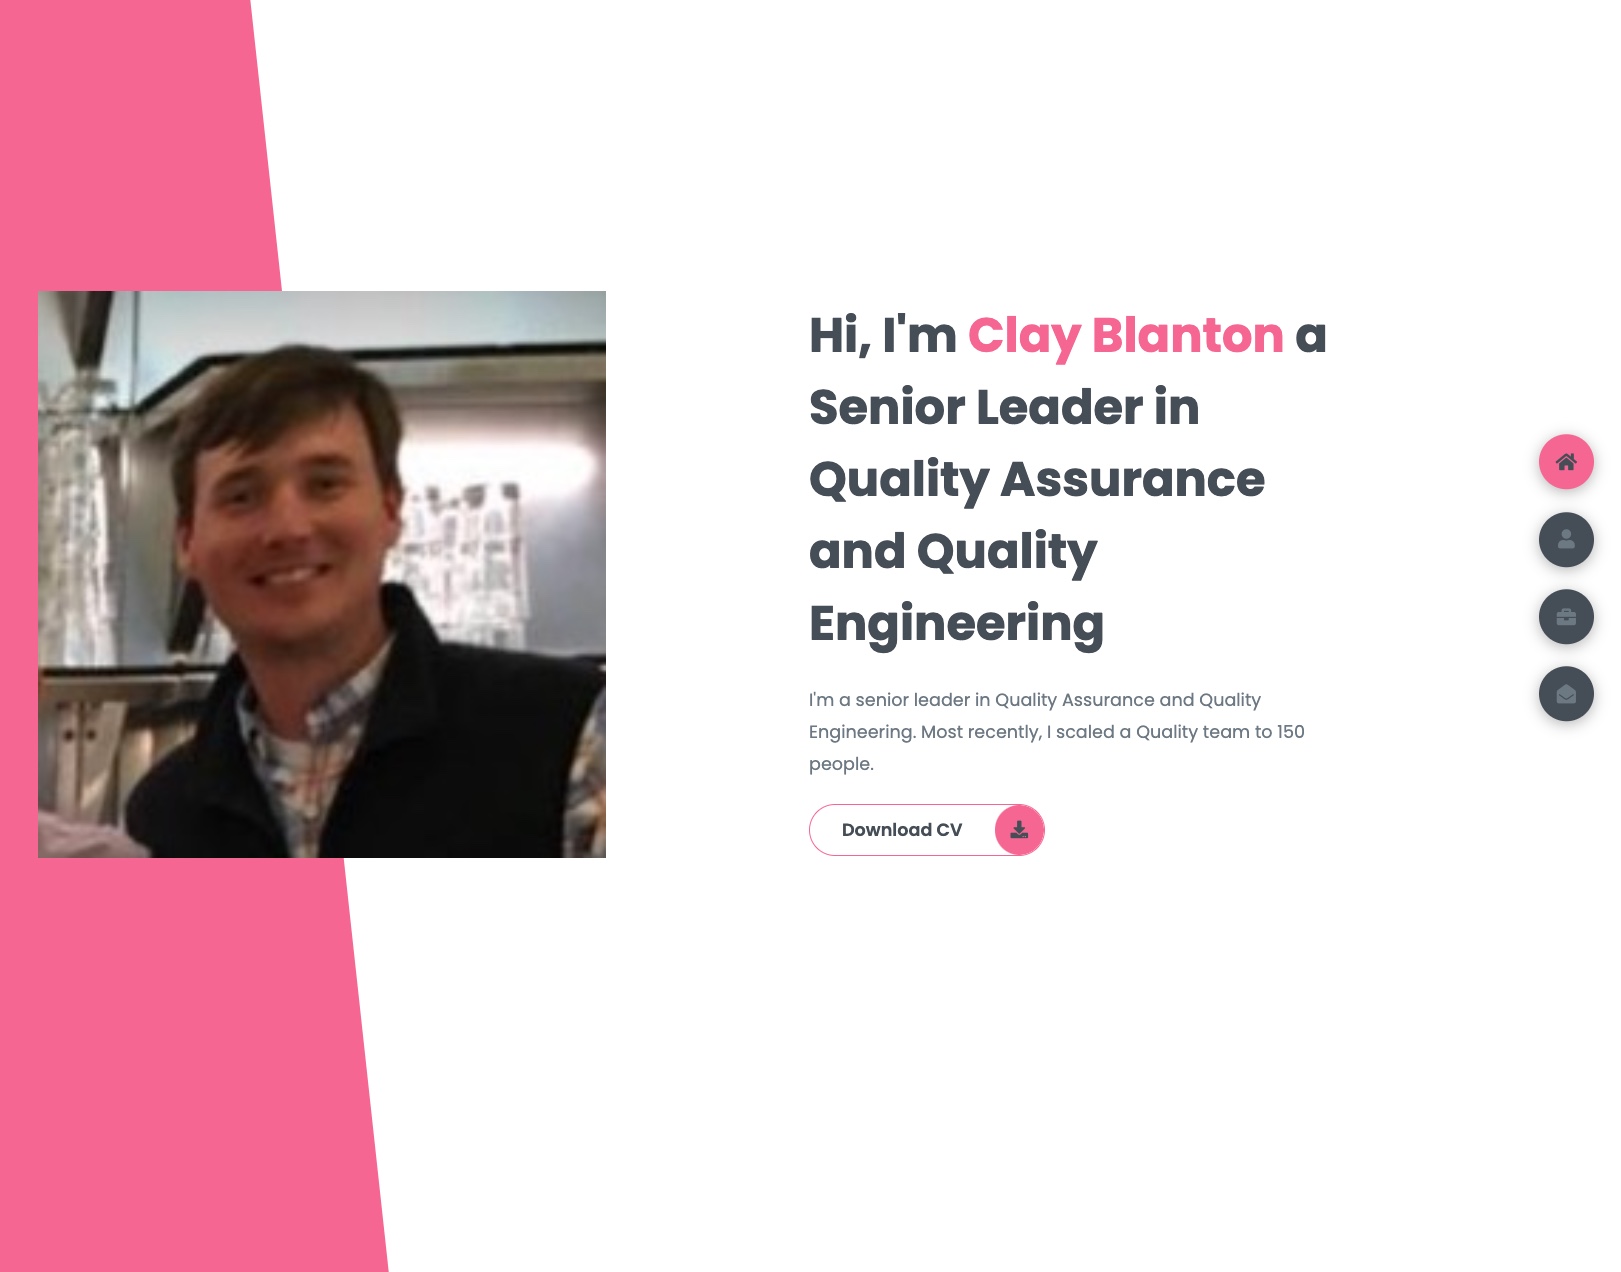 Hi, I'm Clay Blanton a
Senior Leader in
Quality Assurance
and Quality
Engineering
I'm a senior leader in Quality Assurance and Quality
Engineering. Most recently, I scaled a Quality team to 150
people.
Download CV